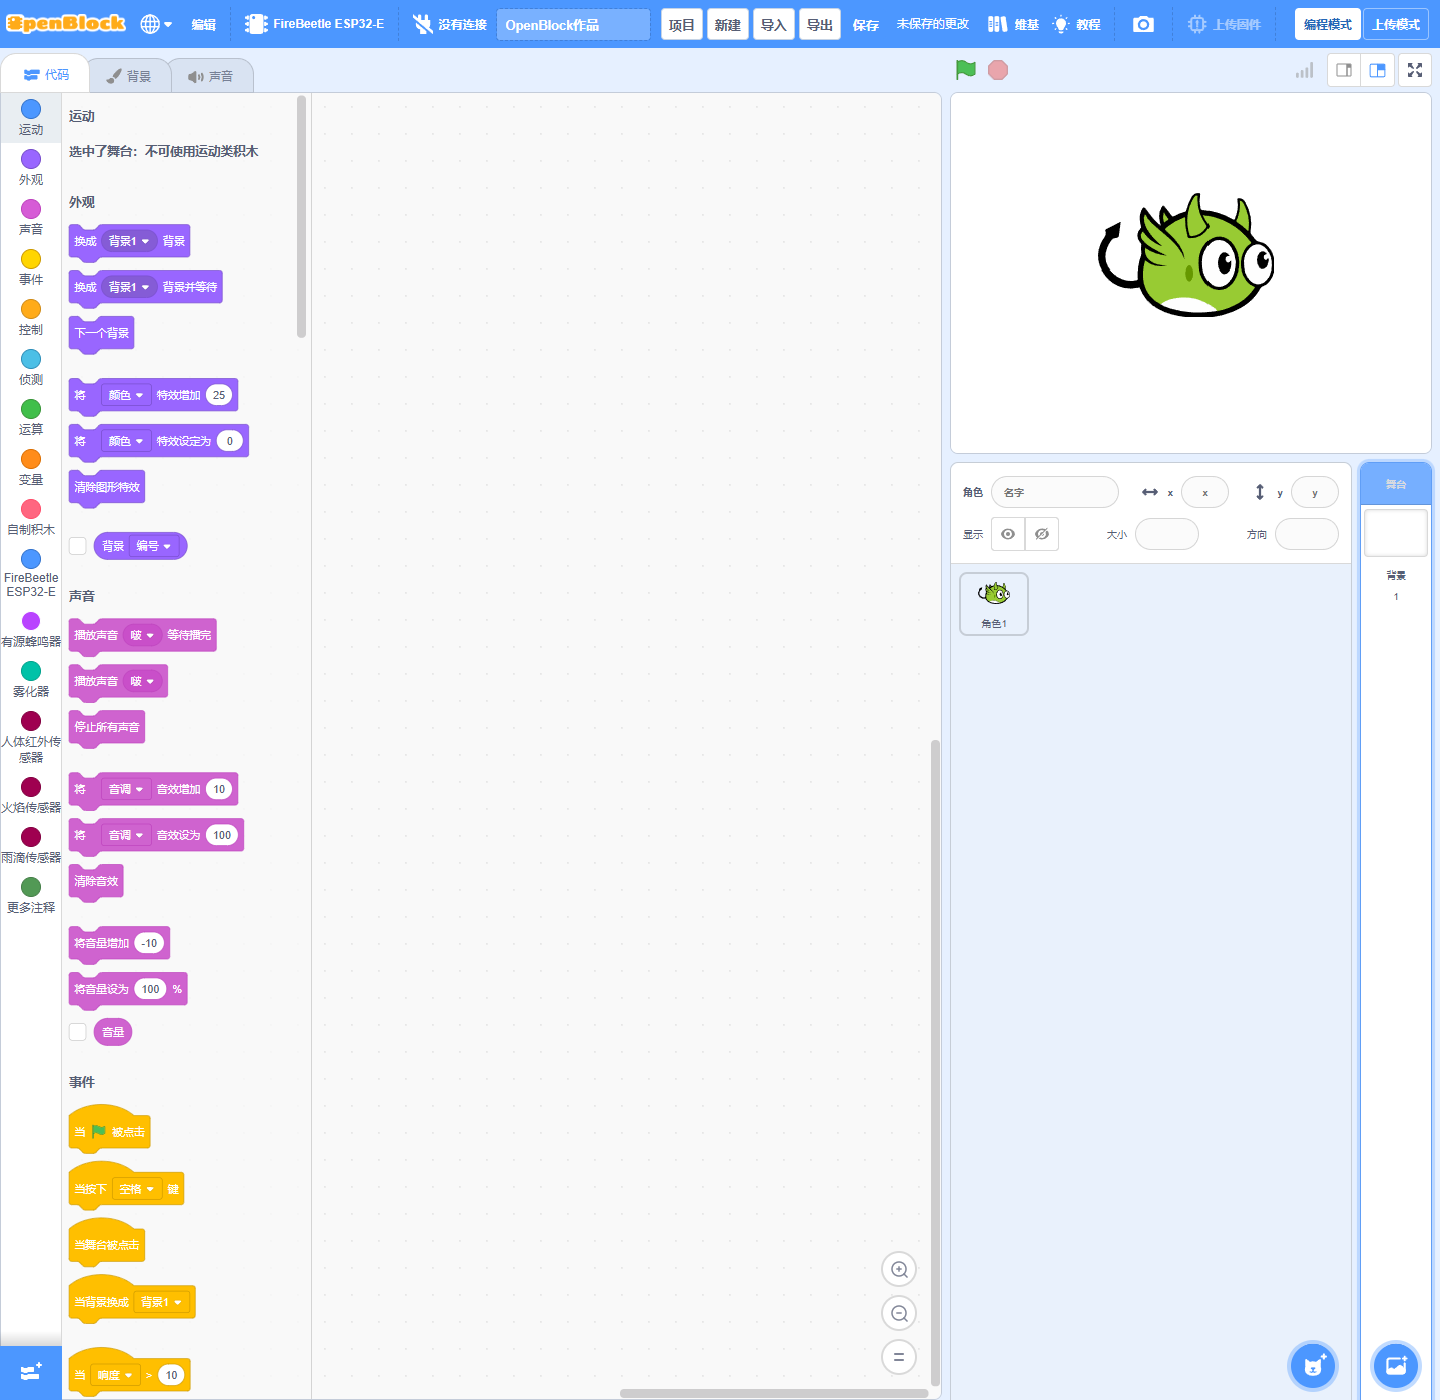 OpenBlock
编辑
FireBeetle ESP32-E
没有连接
OpenBlock作品
项目
新建
导入
导出
保存
未保存的更改
维基
教程
上传固件
编程模式
上传模式
代码
背景
声音
运动
外观
声音
事件
控制
侦测
运算
变量
自制积木
FireBeetle
ESP32-E
有源蜂鸣器
雾化器
人体红外传
感器
火焰传感器
雨滴传感器
更多注释
运动
选中了舞台：不可使用运动类积木
外观
换成 背景1 背景
换成 背景1 背景并等待
下一个背景
将 颜色 特效增加 25
将 颜色 特效设定为 0
清除图形特效
背景 编号
声音
播放声音 啵 等待播完
播放声音 啵
停止所有声音
将 音调 音效增加 10
将 音调 音效设为 100
清除音效
将音量增加 -10
将音量设为 100 %
音量
事件
当 被点击
当按下 空格 键
当舞台被点击
当背景换成 背景1
当 响度 > 10
角色 名字 x x y y
显示 大小 方向
角色1
舞台
背景
1